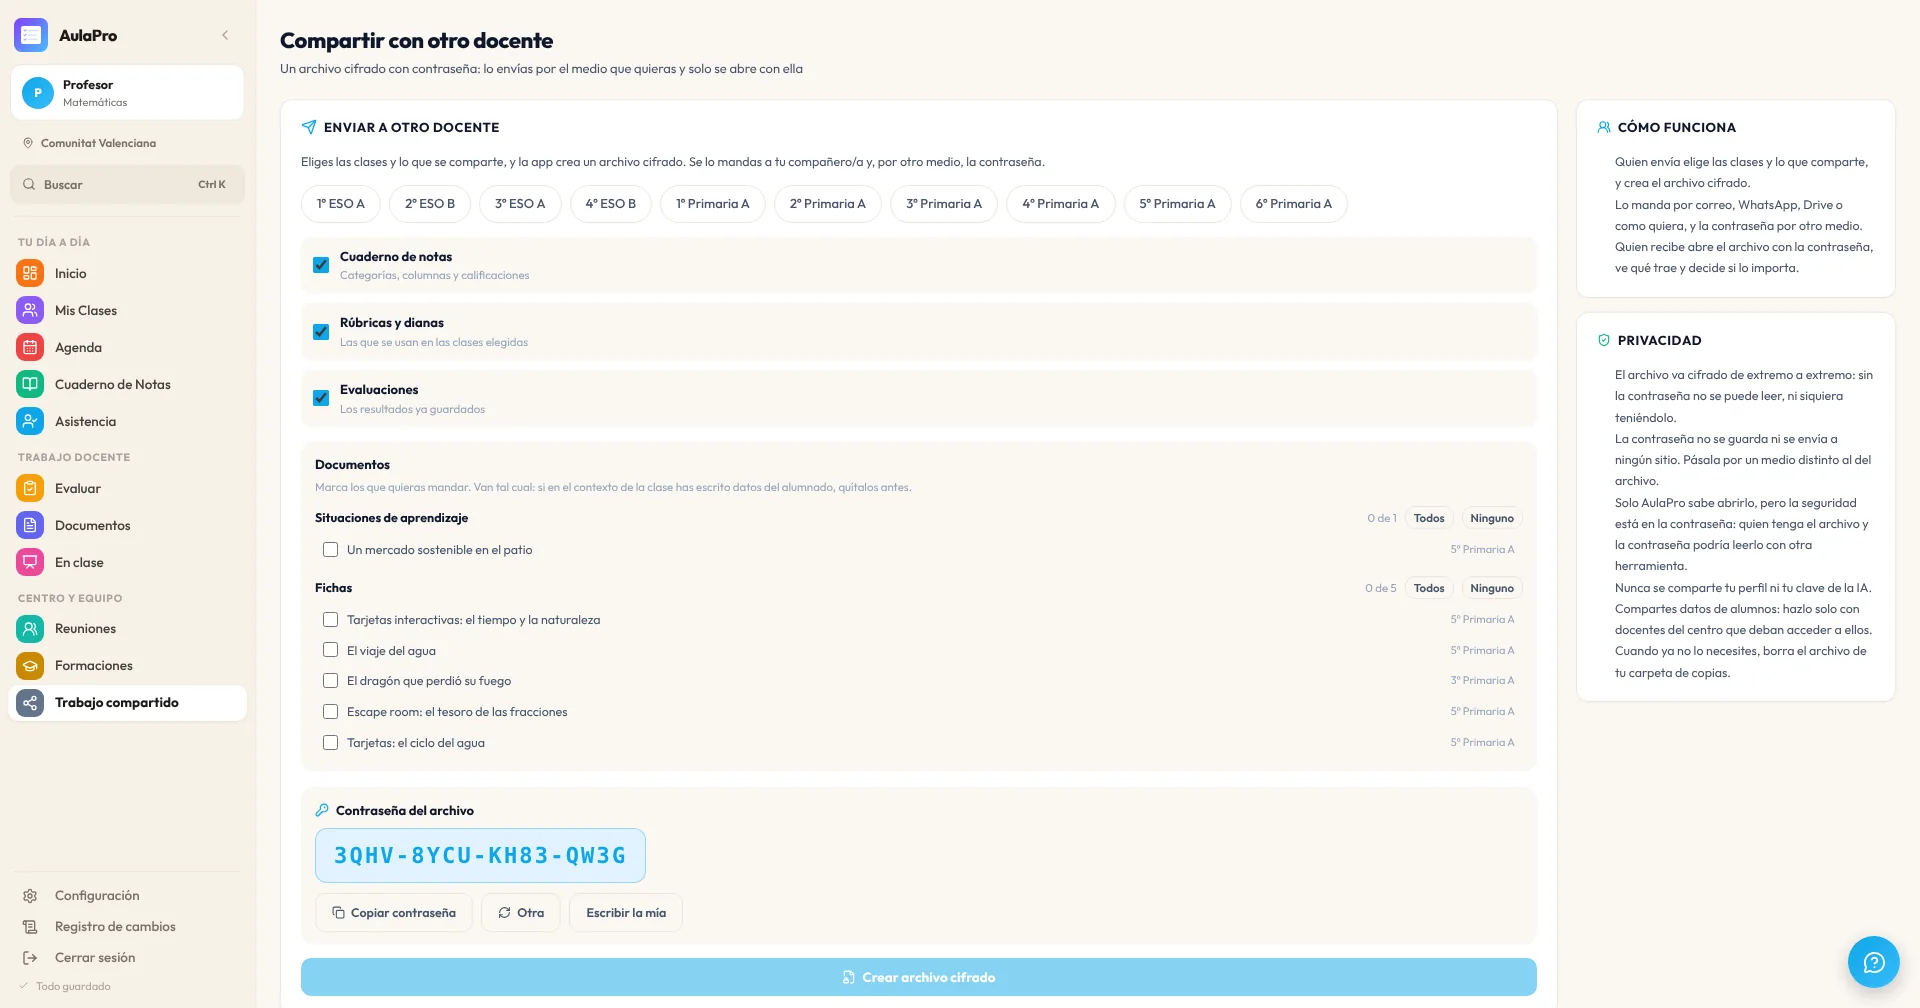 AulaPro
P
Profesor
Matemáticas
Comunitat Valenciana
Buscar
Ctrl K
TU DÍA A DÍA
Inicio
Mis Clases
Agenda
Cuaderno de Notas
Asistencia
TRABAJO DOCENTE
Evaluar
Documentos
En clase
CENTRO Y EQUIPO
Reuniones
Formaciones
Trabajo compartido
Configuración
Registro de cambios
Cerrar sesión
Todo guardado
Compartir con otro docente
Un archivo cifrado con contraseña: lo envías por el medio que quieras y solo se abre con ella
ENVIAR A OTRO DOCENTE
Eliges las clases y lo que se comparte, y la app crea un archivo cifrado. Se lo mandas a tu compañero/a y, por otro medio, la contraseña.
1º ESO A 2º ESO B 3º ESO A 4º ESO B 1º Primaria A 2º Primaria A 3º Primaria A 4º Primaria A 5º Primaria A 6º Primaria A
Cuaderno de notas
Categorías, columnas y calificaciones
Rúbricas y dianas
Las que se usan en las clases elegidas
Evaluaciones
Los resultados ya guardados
Documentos
Marca los que quieras mandar. Van tal cual: si en el contexto de la clase has escrito datos del alumnado, quítalos antes.
Situaciones de aprendizaje 0 de 1 Todos Ninguno
Un mercado sostenible en el patio 5º Primaria A
Fichas 0 de 5 Todos Ninguno
Tarjetas interactivas: el tiempo y la naturaleza 5º Primaria A
El viaje del agua 5º Primaria A
El dragón que perdió su fuego 3º Primaria A
Escape room: el tesoro de las fracciones 5º Primaria A
Tarjetas: el ciclo del agua 5º Primaria A
Contraseña del archivo
3QHV-8YCU-KH83-QW3G
Copiar contraseña Otra Escribir la mía
Crear archivo cifrado
CÓMO FUNCIONA
Quien envía elige las clases y lo que comparte,
y crea el archivo cifrado.
Lo manda por correo, WhatsApp, Drive o
como quiera, y la contraseña por otro medio.
Quien recibe abre el archivo con la contraseña,
ve qué trae y decide si lo importa.
PRIVACIDAD
El archivo va cifrado de extremo a extremo: sin
la contraseña no se puede leer, ni siquiera
teniéndolo.
La contraseña no se guarda ni se envía a
ningún sitio. Pásala por un medio distinto al del
archivo.
Solo AulaPro sabe abrirlo, pero la seguridad
está en la contraseña: quien tenga el archivo y
la contraseña podría leerlo con otra
herramienta.
Nunca se comparte tu perfil ni tu clave de la IA.
Compartes datos de alumnos: hazlo solo con
docentes del centro que deban acceder a ellos.
Cuando ya no lo necesites, borra el archivo de
tu carpeta de copias.